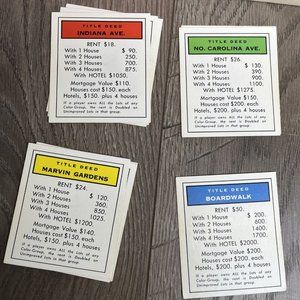 TITLE DEED
INDIANA AVE.
RENT $18.
With 1 House $ 90.
With 2 Houses 250.
With 3 Houses 700.
With 4 Houses 875.
With HOTEL $1050.
Mortgage Value $110.
Houses cost $150. each
Hotels, $150. plus 4 houses
If a player owns ALL the Lots of any
Color-Group, the rent is Doubled on
Unimproved Lots in that group.
TITLE DEED
NO. CAROLINA AVE.
RENT $26.
With 1 House $ 130.
With 2 Houses 390.
With 3 Houses 900.
With 4 Houses 1100.
With HOTEL $1275.
Mortgage Value $150.
Houses cost $200. each
Hotels, $200. plus 4 houses
If a player owns ALL the Lots of any
Color-Group, the rent is Doubled on
Unimproved Lots in that group.
TITLE DEED
MARVIN GARDENS
RENT $24.
With 1 House $ 120.
With 2 Houses 360.
With 3 Houses 850.
With 4 Houses 1025.
With HOTEL $1200.
Mortgage Value $140.
Houses cost $150. each
Hotels, $150. plus 4 houses
If a player owns ALL the Lots of any
Color-Group, the rent is Doubled on
Unimproved Lots in that group.
TITLE DEED
BOARDWALK
RENT $50.
With 1 House $ 200.
With 2 Houses 600.
With 3 Houses 1400.
With 4 Houses 1700.
With HOTEL $2000.
Mortgage Value $200.
Houses cost $200. each
Hotels, $200. plus 4 houses
If a player owns ALL the Lots of any
Color-Group, the rent is Doubled on
Unimproved Lots in that group.